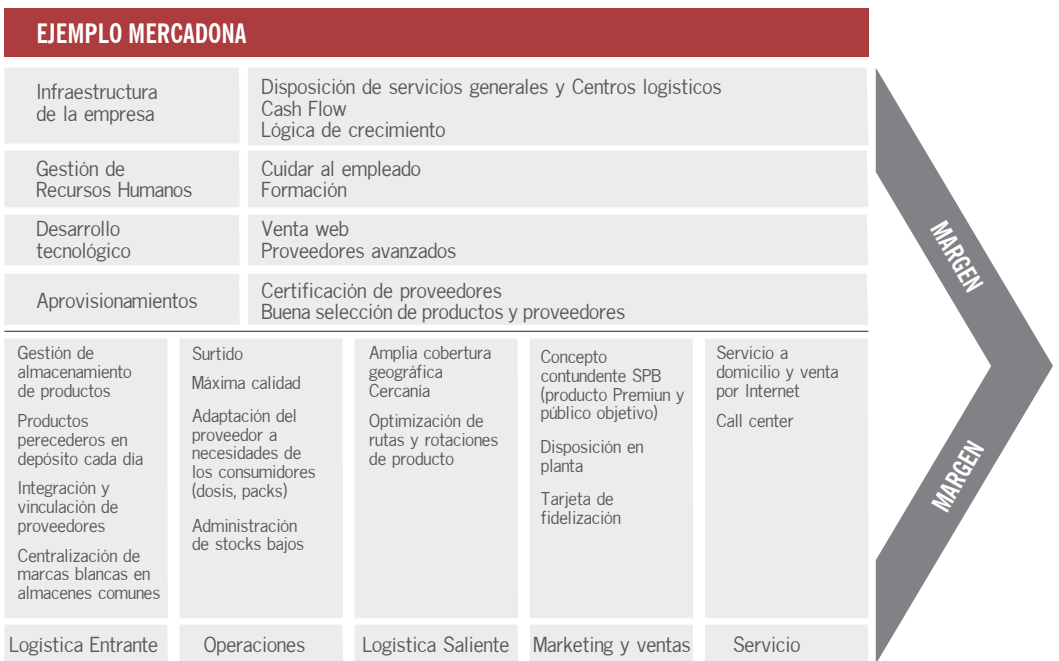 EJEMPLO MERCADONA
Infraestructura
de la empresa
Disposición de servicios generales y Centros logísticos
Cash Flow
Lógica de crecimiento
Gestión de
Recursos Humanos
Cuidar al empleado
Formación
Desarrollo
tecnológico
Venta web
Proveedores avanzados
Aprovisionamientos
Certificación de proveedores
Buena selección de productos y proveedores
Gestión de
almacenamiento
de productos
Productos
perecederos en
depósito cada día
Integración y
vinculación de
proveedores
Centralización de
marcas blancas en
almacenes comunes
Logística Entrante
Surtido
Máxima calidad
Adaptación del
proveedor a
necesidades de
los consumidores
(dosis, packs)
Administración
de stocks bajos
Operaciones
Amplia cobertura
geográfica
Cercanía
Optimización de
rutas y rotaciones
de producto
Logística Saliente
Concepto
contundente SPB
(producto Premiun y
público objetivo)
Disposición en
planta
Tarjeta de
fidelización
Marketing y ventas
Servicio a
domicilio y venta
por Internet
Call center
Servicio
MARGEN
MARGEN